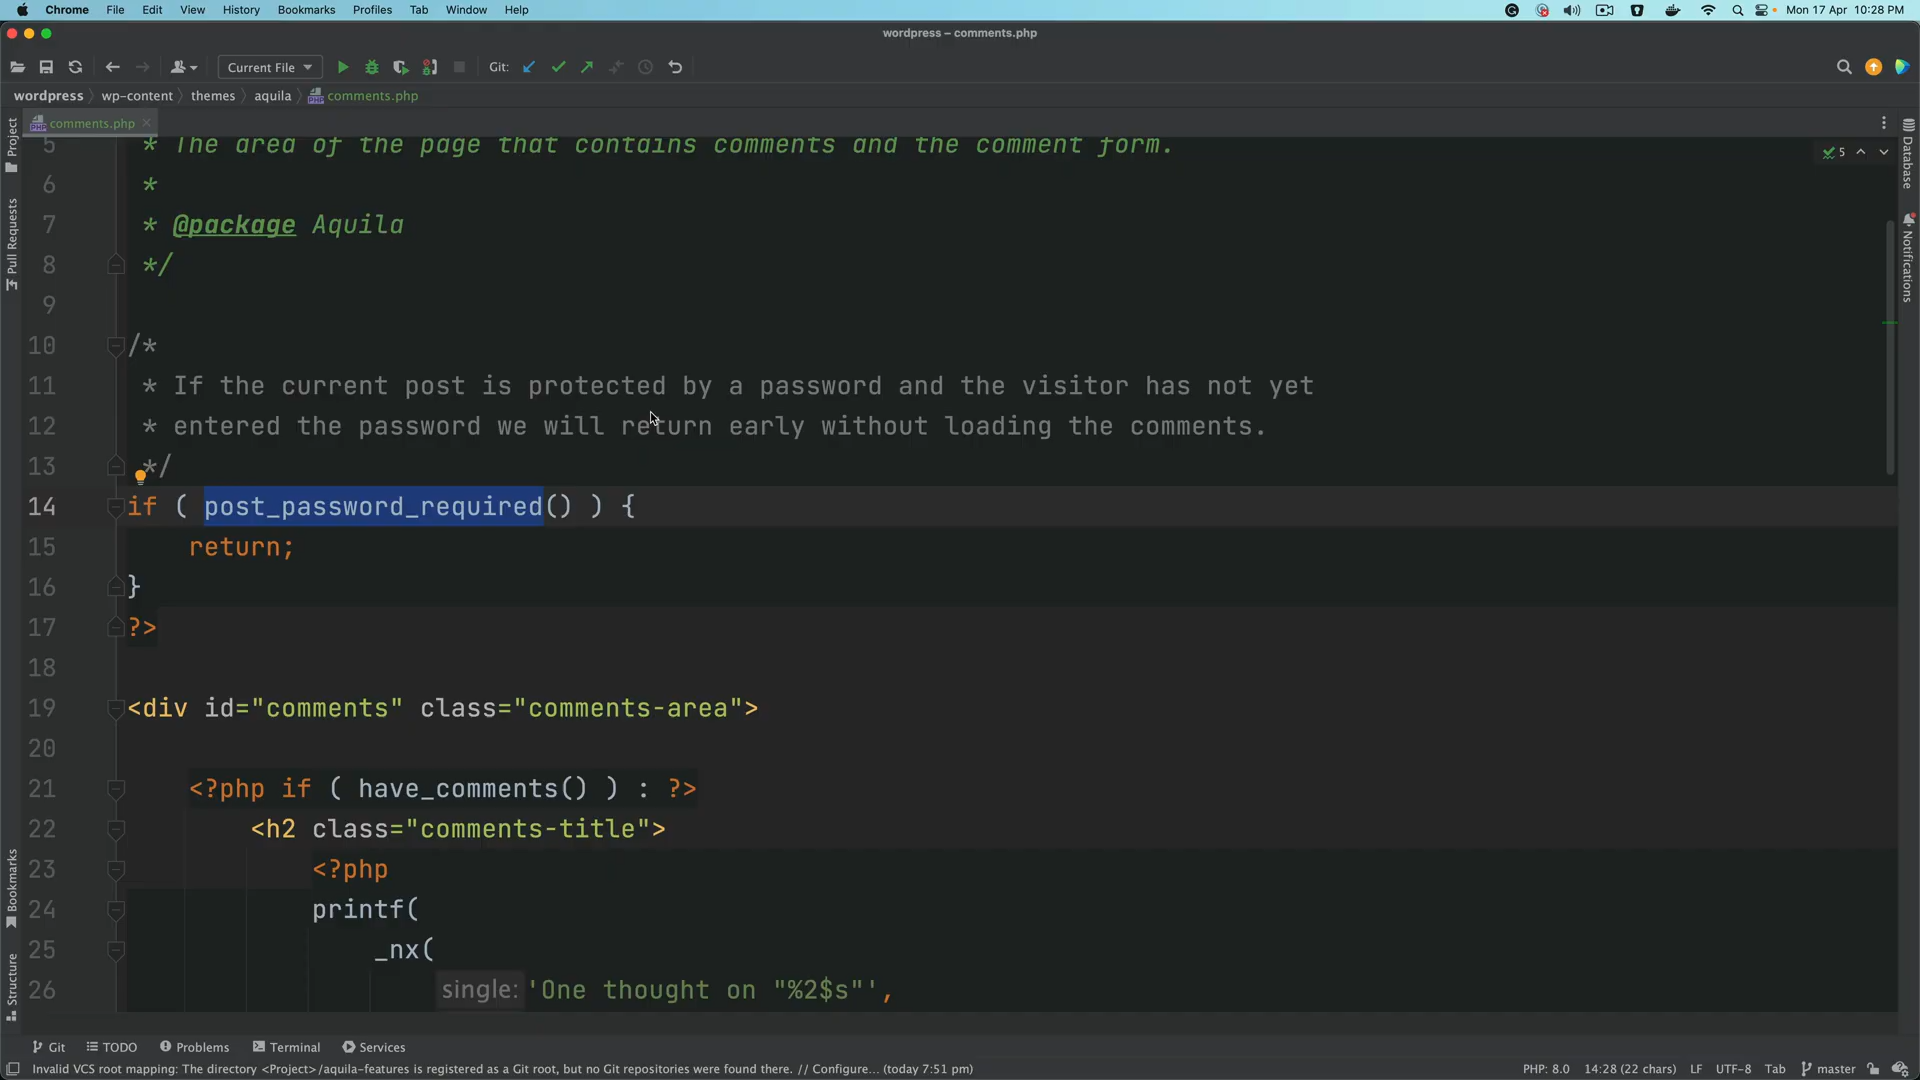 Chrome File Edit View History Bookmarks Profiles Tab Window Help Mon 17 Apr 10:28 PM
wordpress – comments.php
Current File Git:
wordpress wp-content themes aquila comments.php
comments.php
5 * The area of the page that contains comments and the comment form.
5
6 *
7 * @package Aquila
8 */
9
10 /*
11 * If the current post is protected by a password and the visitor has not yet
12 * entered the password we will return early without loading the comments.
13 */
14 if ( post_password_required() ) {
15 return;
16 }
17 ?>
18
19 <div id="comments" class="comments-area">
20
21 <?php if ( have_comments() ) : ?>
22 <h2 class="comments-title">
23 <?php
24 printf(
25 _nx(
26 single: 'One thought on "%2$s"',
Project
Pull Requests
Bookmarks
Structure
Database
Notifications
Git TODO Problems Terminal Services
Invalid VCS root mapping: The directory <Project>/aquila-features is registered as a Git root, but no Git repositories were found there. // Configure... (today 7:51 pm) PHP: 8.0 14:28 (22 chars) LF UTF-8 Tab master